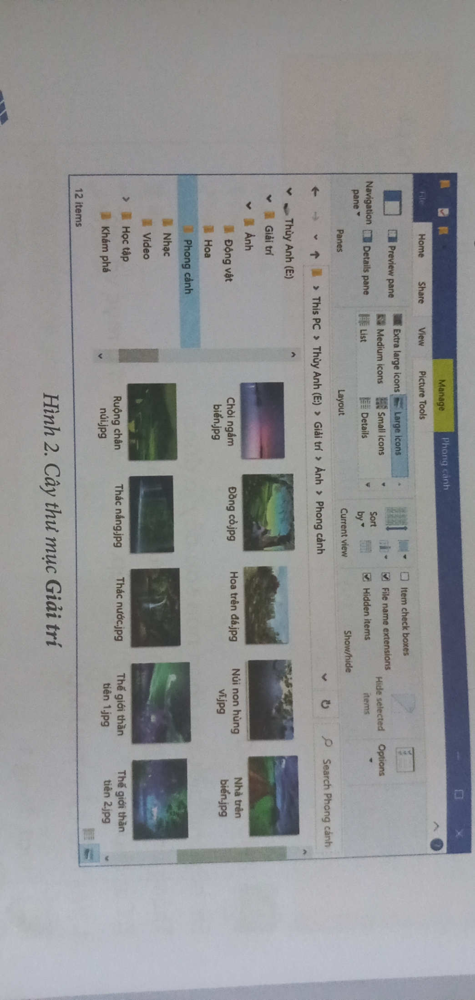 Manage Phong cảnh
File Home Share View Picture Tools
Navigation pane
Preview pane
Details pane
Panes
Extra large icons Large icons
Medium icons Small icons
List Details
Layout
Sort by
Current view
Item check boxes
File name extensions
Hidden items
Hide selected items
Show/hide
Options
This PC > Thùy Anh (E:) > Giải trí > Ảnh > Phong cảnh
Search Phong cảnh
Thùy Anh (E:)
Giải trí
Ảnh
Động vật
Hoa
Phong cảnh
Nhạc
Video
Học tập
Khám phá
Chòi ngắm biển.jpg
Đồng cỏ.jpg
Hoa trên đá.jpg
Núi non hùng vĩ.jpg
Nhà trên biển.jpg
Ruộng chân núi.jpg
Thác nắng.jpg
Thác nước.jpg
Thế giới thần tiên 1.jpg
Thế giới thần tiên 2.jpg
12 items
Hình 2. Cây thư mục Giải trí